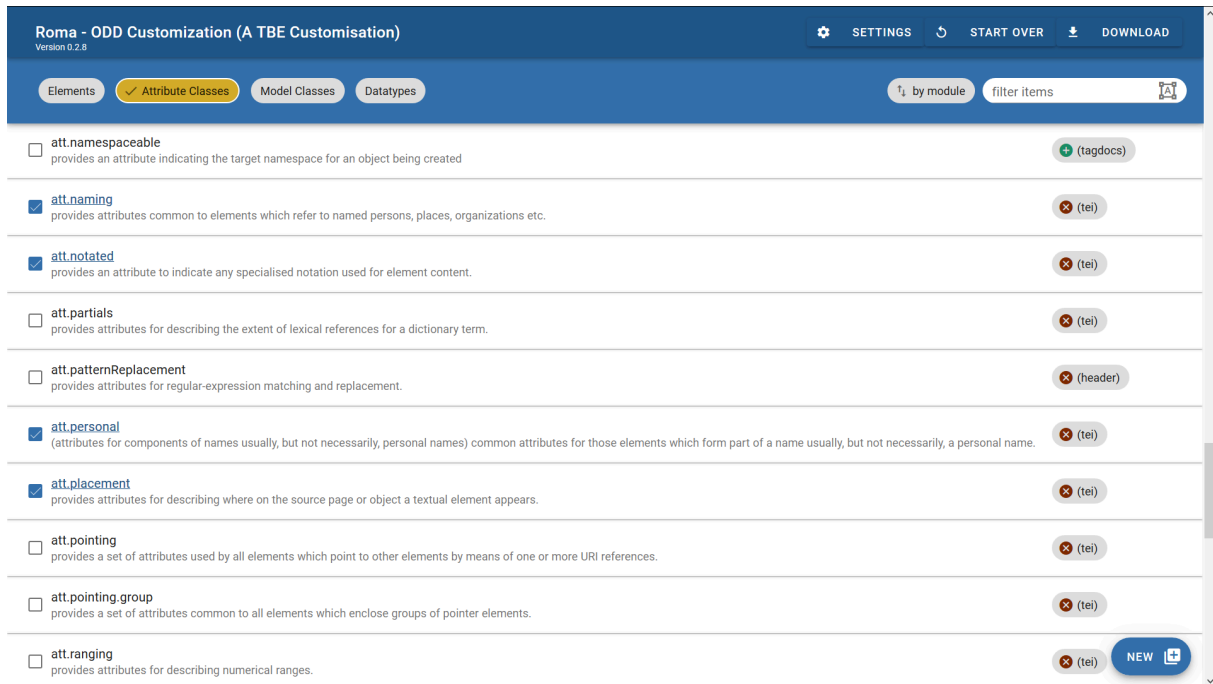 Roma - ODD Customization (A TBE Customisation)
Version 0.2.8
SETTINGS
START OVER
DOWNLOAD
Elements
Attribute Classes
Model Classes
Datatypes
by module
filter items
att.namespaceable
provides an attribute indicating the target namespace for an object being created
(tagdocs)
att.naming
provides attributes common to elements which refer to named persons, places, organizations etc.
(tei)
att.notated
provides an attribute to indicate any specialised notation used for element content.
(tei)
att.partials
provides attributes for describing the extent of lexical references for a dictionary term.
(tei)
att.patternReplacement
provides attributes for regular-expression matching and replacement.
(header)
att.personal
(attributes for components of names usually, but not necessarily, personal names) common attributes for those elements which form part of a name usually, but not necessarily, a personal name.
(tei)
att.placement
provides attributes for describing where on the source page or object a textual element appears.
(tei)
att.pointing
provides a set of attributes used by all elements which point to other elements by means of one or more URI references.
(tei)
att.pointing.group
provides a set of attributes common to all elements which enclose groups of pointer elements.
(tei)
att.ranging
provides attributes for describing numerical ranges.
(tei)
NEW